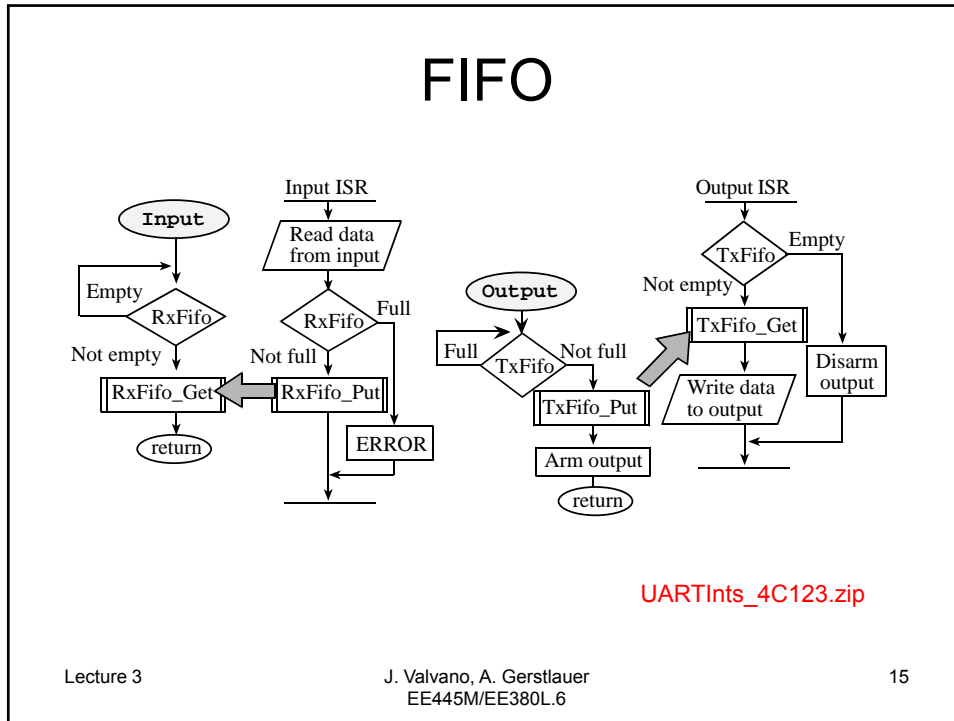 FIFO
Input
Empty
RxFifo
Not empty
RxFifo_Get
return
Input ISR
Read data
from input
RxFifo
Full
Not full
RxFifo_Put
ERROR
Output
Full
TxFifo
Not full
TxFifo_Put
Arm output
return
Output ISR
TxFifo
Empty
Not empty
TxFifo_Get
Write data
to output
Disarm
output
UARTInts_4C123.zip
Lecture 3
J. Valvano, A. Gerstlauer
EE445M/EE380L.6
15